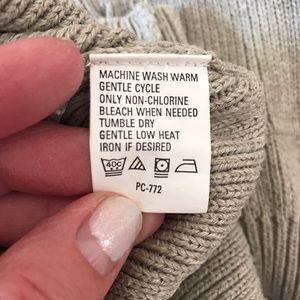 MACHINE WASH WARM
GENTLE CYCLE
ONLY NON-CHLORINE
BLEACH WHEN NEEDED
TUMBLE DRY
GENTLE LOW HEAT
IRON IF DESIRED
40C
PC-772